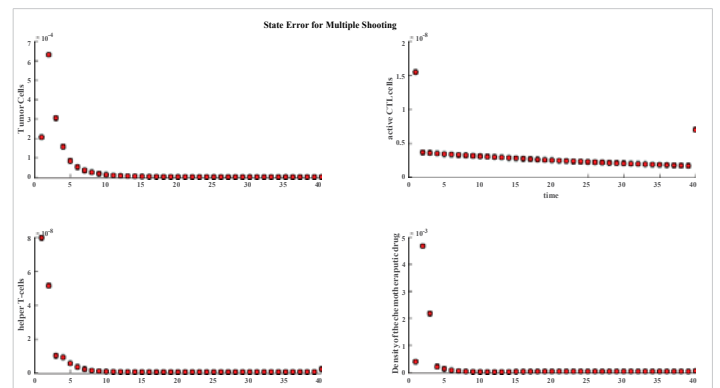 State Error for Multiple Shooting
×10⁻⁴
7
6
5
4
3
2
1
0
Tumor Cells
0 5 10 15 20 25 30 35 40
×10⁻⁸
2
1.5
1
0.5
0
active CTL cells
0 5 10 15 20 25 30 35 40
time
×10⁻⁸
8
6
4
2
0
helper T-cells
0 5 10 15 20 25 30 35 40
×10⁻³
5
4
3
2
1
0
Density of the chemotheraputic drug
0 5 10 15 20 25 30 35 40